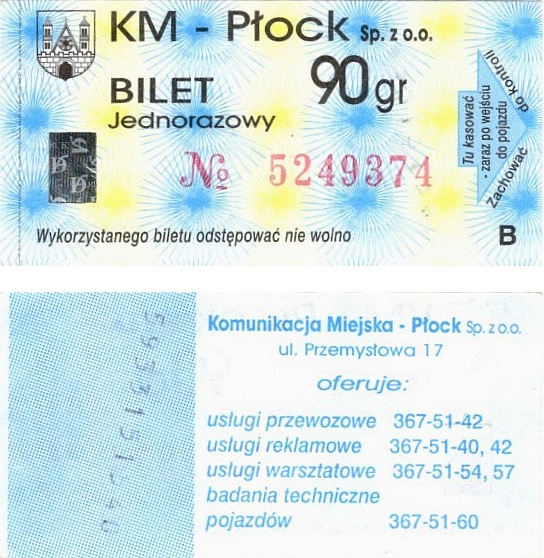 KM - Płock Sp. z o.o.
BILET
90 gr
Jednorazowy
№ 5249374
Tu kasować
- zaraz po wejściu
do pojazdu
Zachować do kontroli
Wykorzystanego biletu odstępować nie wolno
B
Komunikacja Miejska - Płock Sp. z o.o.
ul. Przemysłowa 17
oferuje:
usługi przewozowe 367-51-42
usługi reklamowe 367-51-40, 42
usługi warsztatowe 367-51-54, 57
badania techniczne
pojazdów 367-51-60